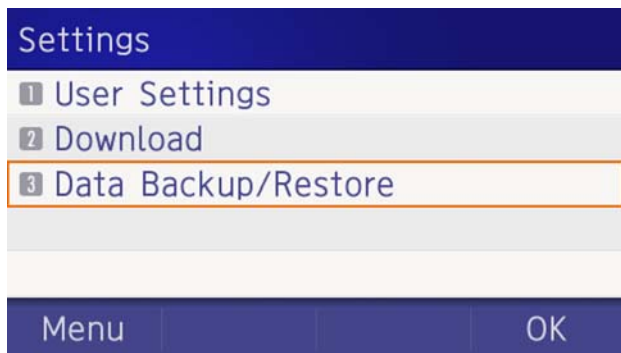 Settings
1 User Settings
2 Download
3 Data Backup/Restore
Menu OK